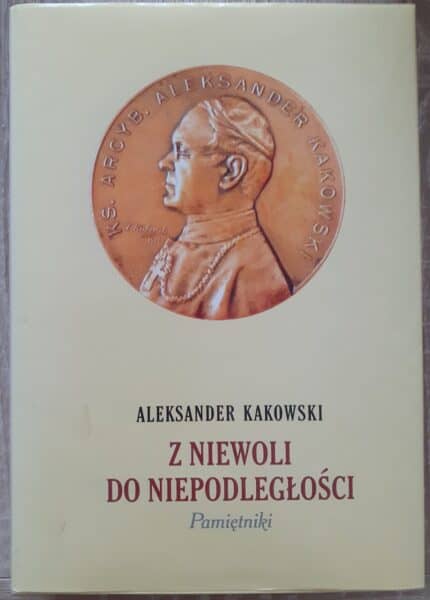 KS. ARCYB. ALEKSANDER KAKOWSKI
ALEKSANDER KAKOWSKI
Z NIEWOLI
DO NIEPODLEGŁOŚCI
Pamiętniki